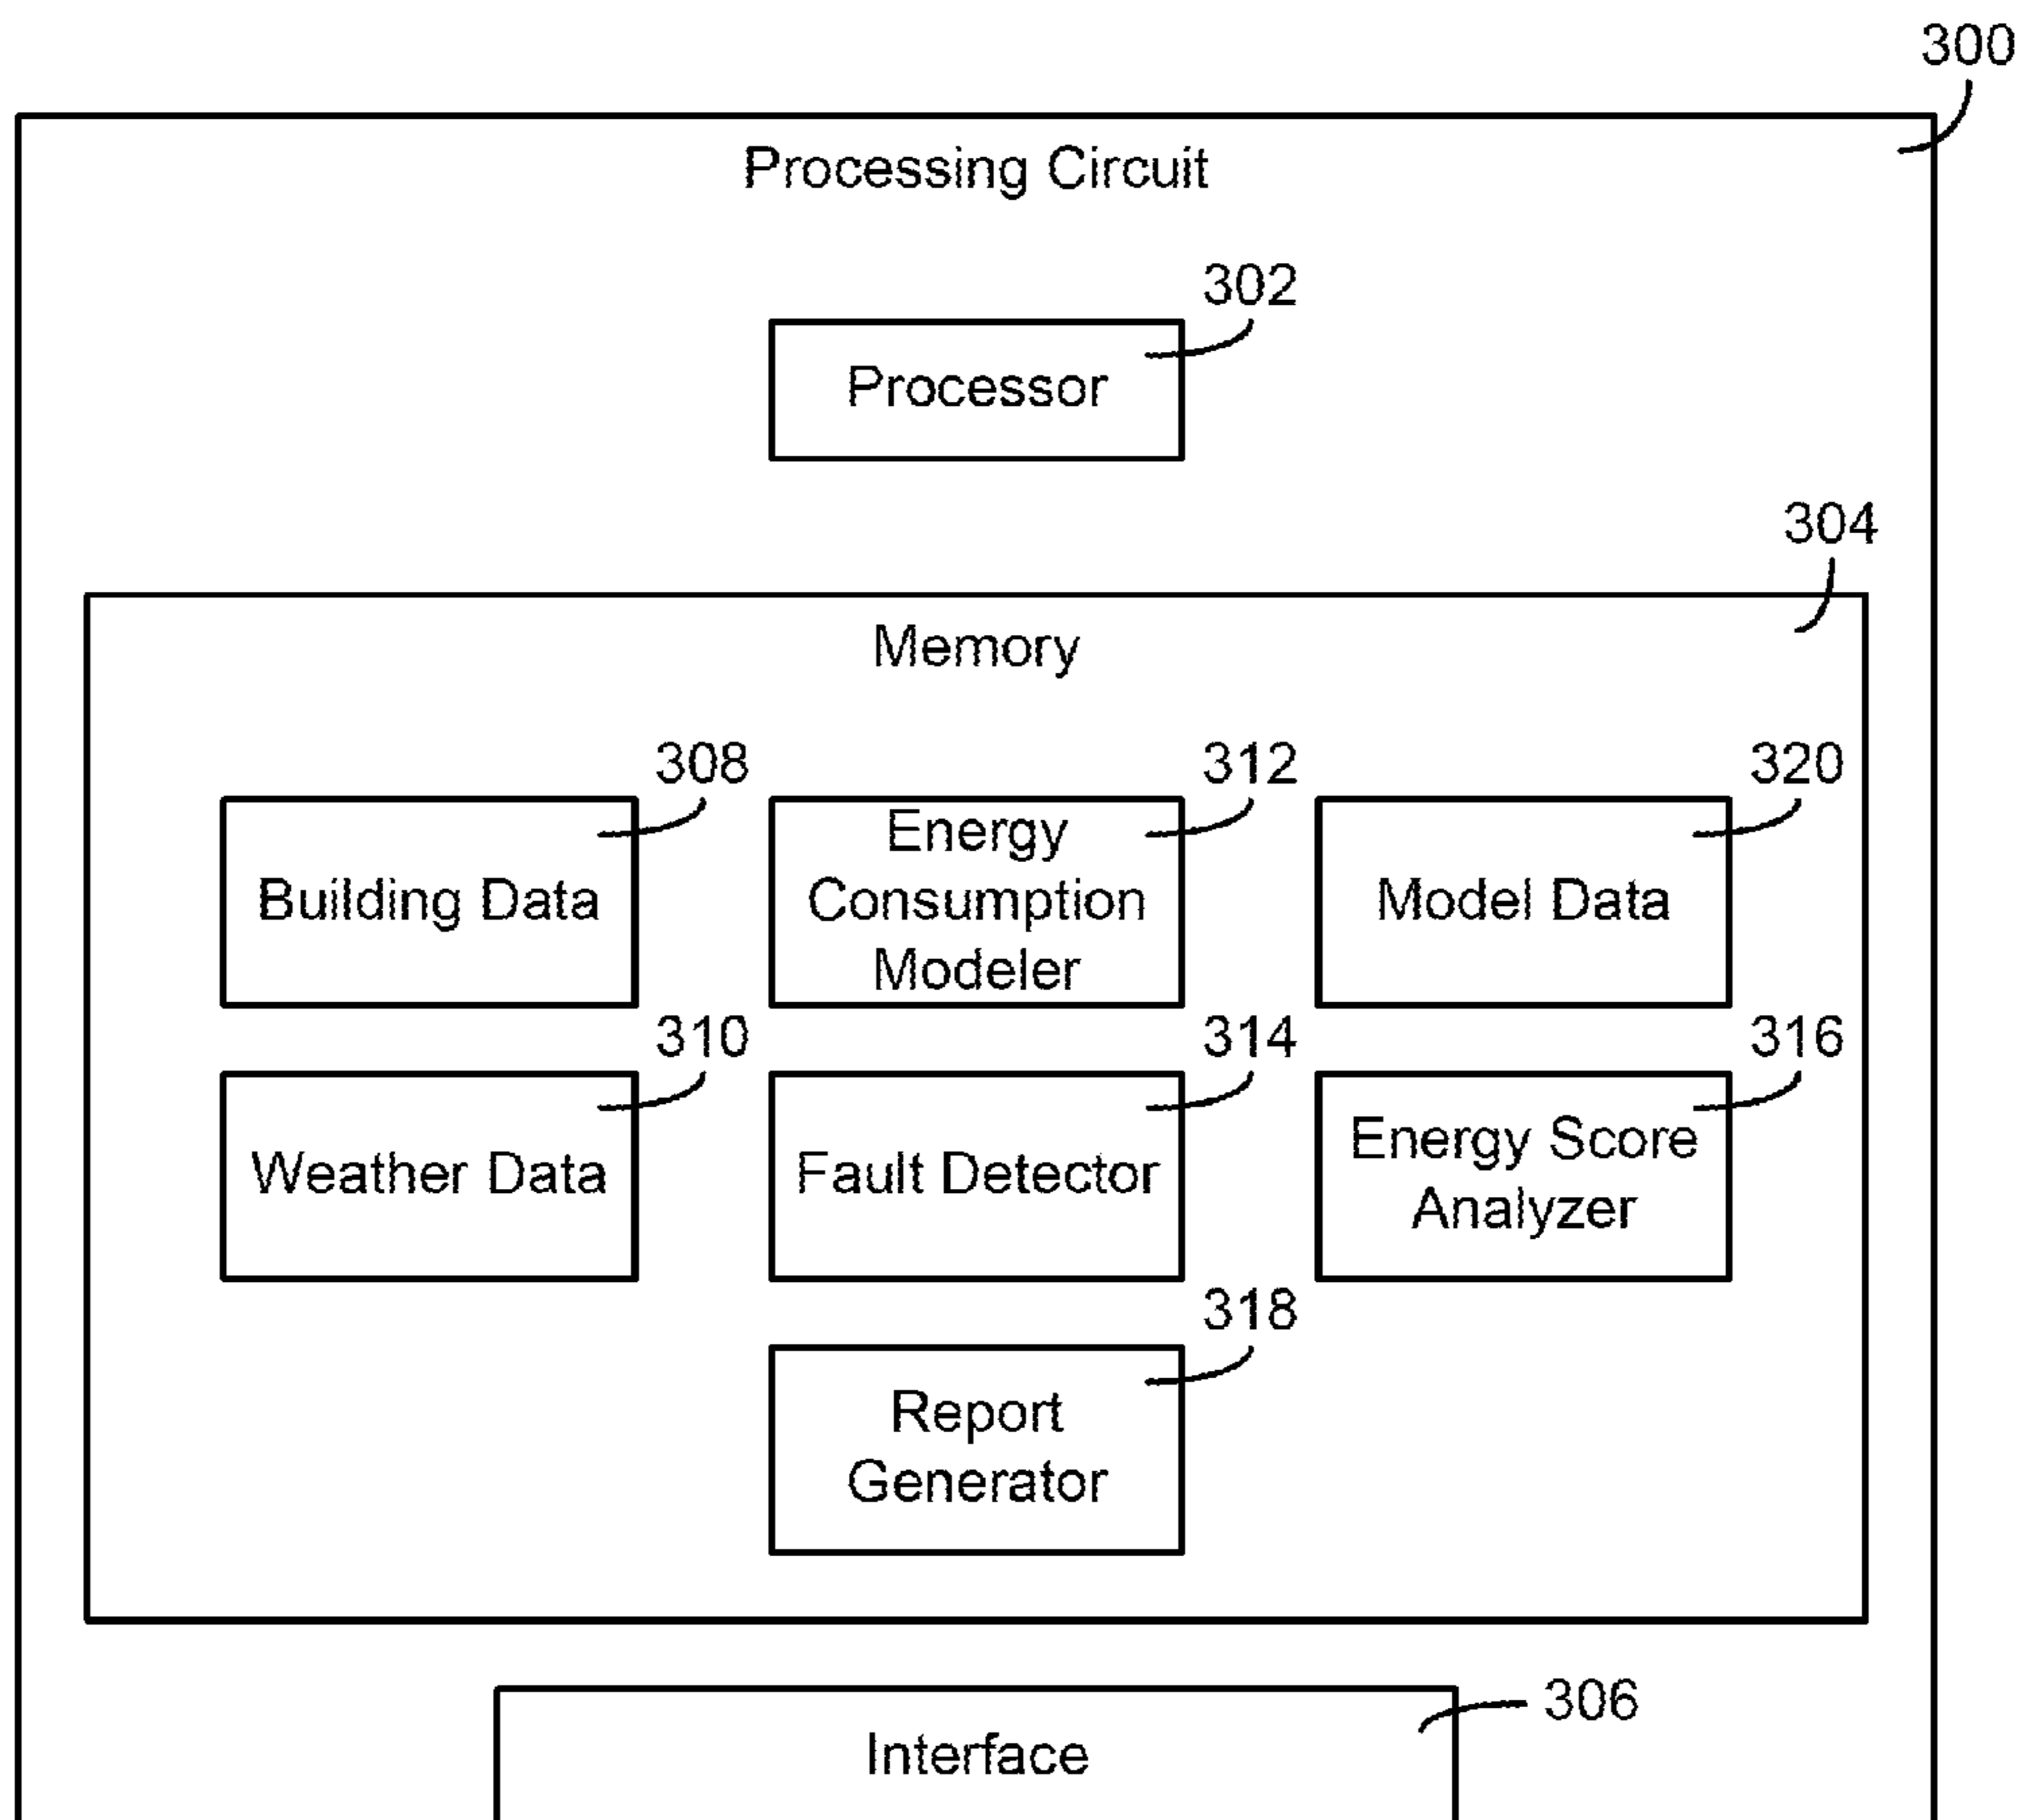 300
Processing Circuit
302
Processor
304
Memory
308
312
320
Building Data
Energy
Consumption
Modeler
Model Data
310
314
316
Weather Data
Fault Detector
Energy Score
Analyzer
318
Report
Generator
306
Interface